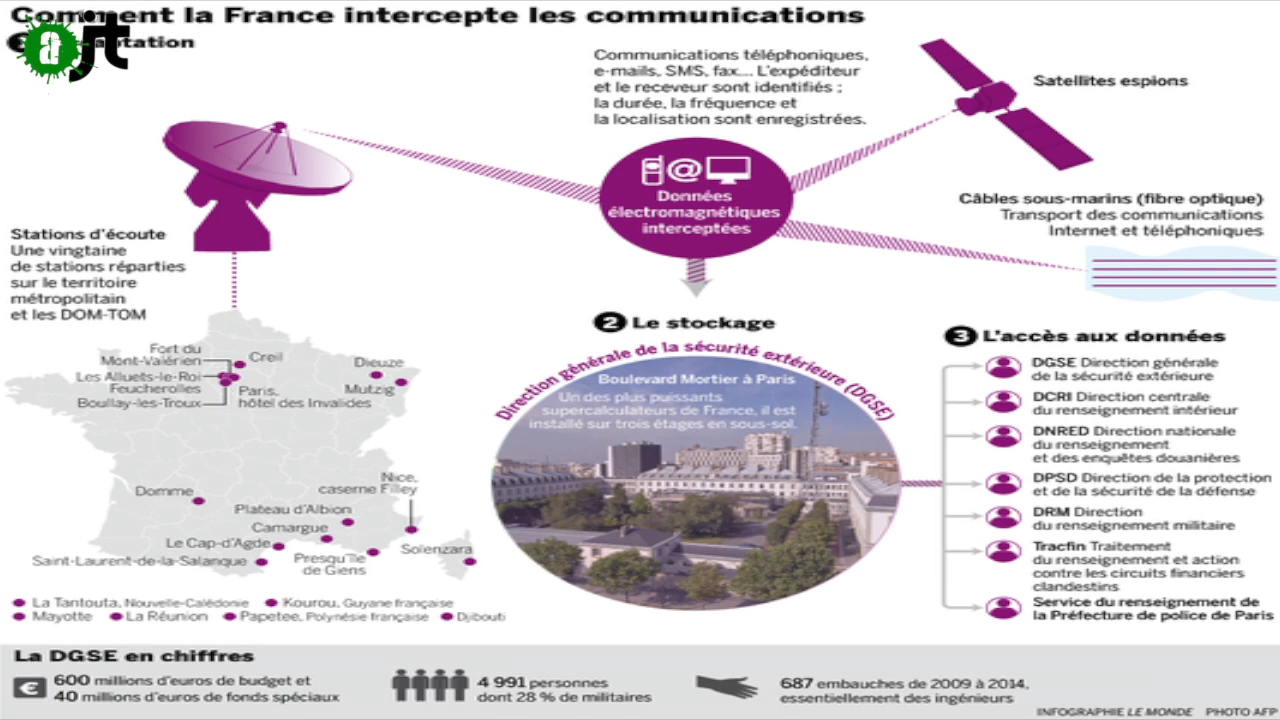 Comment la France intercepte les communications
ajt
Communications téléphoniques,
e-mails, SMS, fax... L'expéditeur
et le receveur sont identifiés ;
la durée, la fréquence et
la localisation sont enregistrées.
Satellites espions
Données
électromagnétiques
interceptées
Câbles sous-marins (fibre optique)
Transport des communications
Internet et téléphoniques
Stations d'écoute
Une vingtaine
de stations réparties
sur le territoire
métropolitain
et les DOM-TOM
Fort du
Mont-Valérien
Creil
Les Alluets-le-Roi
Feucherolles
Boullay-les-Troux
Paris,
hôtel des Invalides
Dieuze
Mutzig
Domme
Nice,
caserne Filley
Plateau d'Albion
Camargue
Le Cap-d'Agde
Saint-Laurent-de-la-Salanque
Presqu'île
de Giens
Solenzara
La Tantouta, Nouvelle-Calédonie Kourou, Guyane française
Mayotte La Réunion Papetee, Polynésie française Djibouti
2 Le stockage
Direction générale de la sécurité extérieure (DGSE)
Boulevard Mortier à Paris
Un des plus puissants
supercalculateurs de France, il est
installé sur trois étages en sous-sol.
3 L'accès aux données
DGSE Direction générale
de la sécurité extérieure
DCRI Direction centrale
du renseignement intérieur
DNRED Direction nationale
du renseignement
et des enquêtes douanières
DPSD Direction de la protection
et de la sécurité de la défense
DRM Direction
du renseignement militaire
Tracfin Traitement
du renseignement et action
contre les circuits financiers
clandestins
Service du renseignement de
la Préfecture de police de Paris
La DGSE en chiffres
600 millions d'euros de budget et
40 millions d'euros de fonds spéciaux
4 991 personnes
dont 28 % de militaires
687 embauches de 2009 à 2014,
essentiellement des ingénieurs
INFOGRAPHIE LE MONDE PHOTO AFP